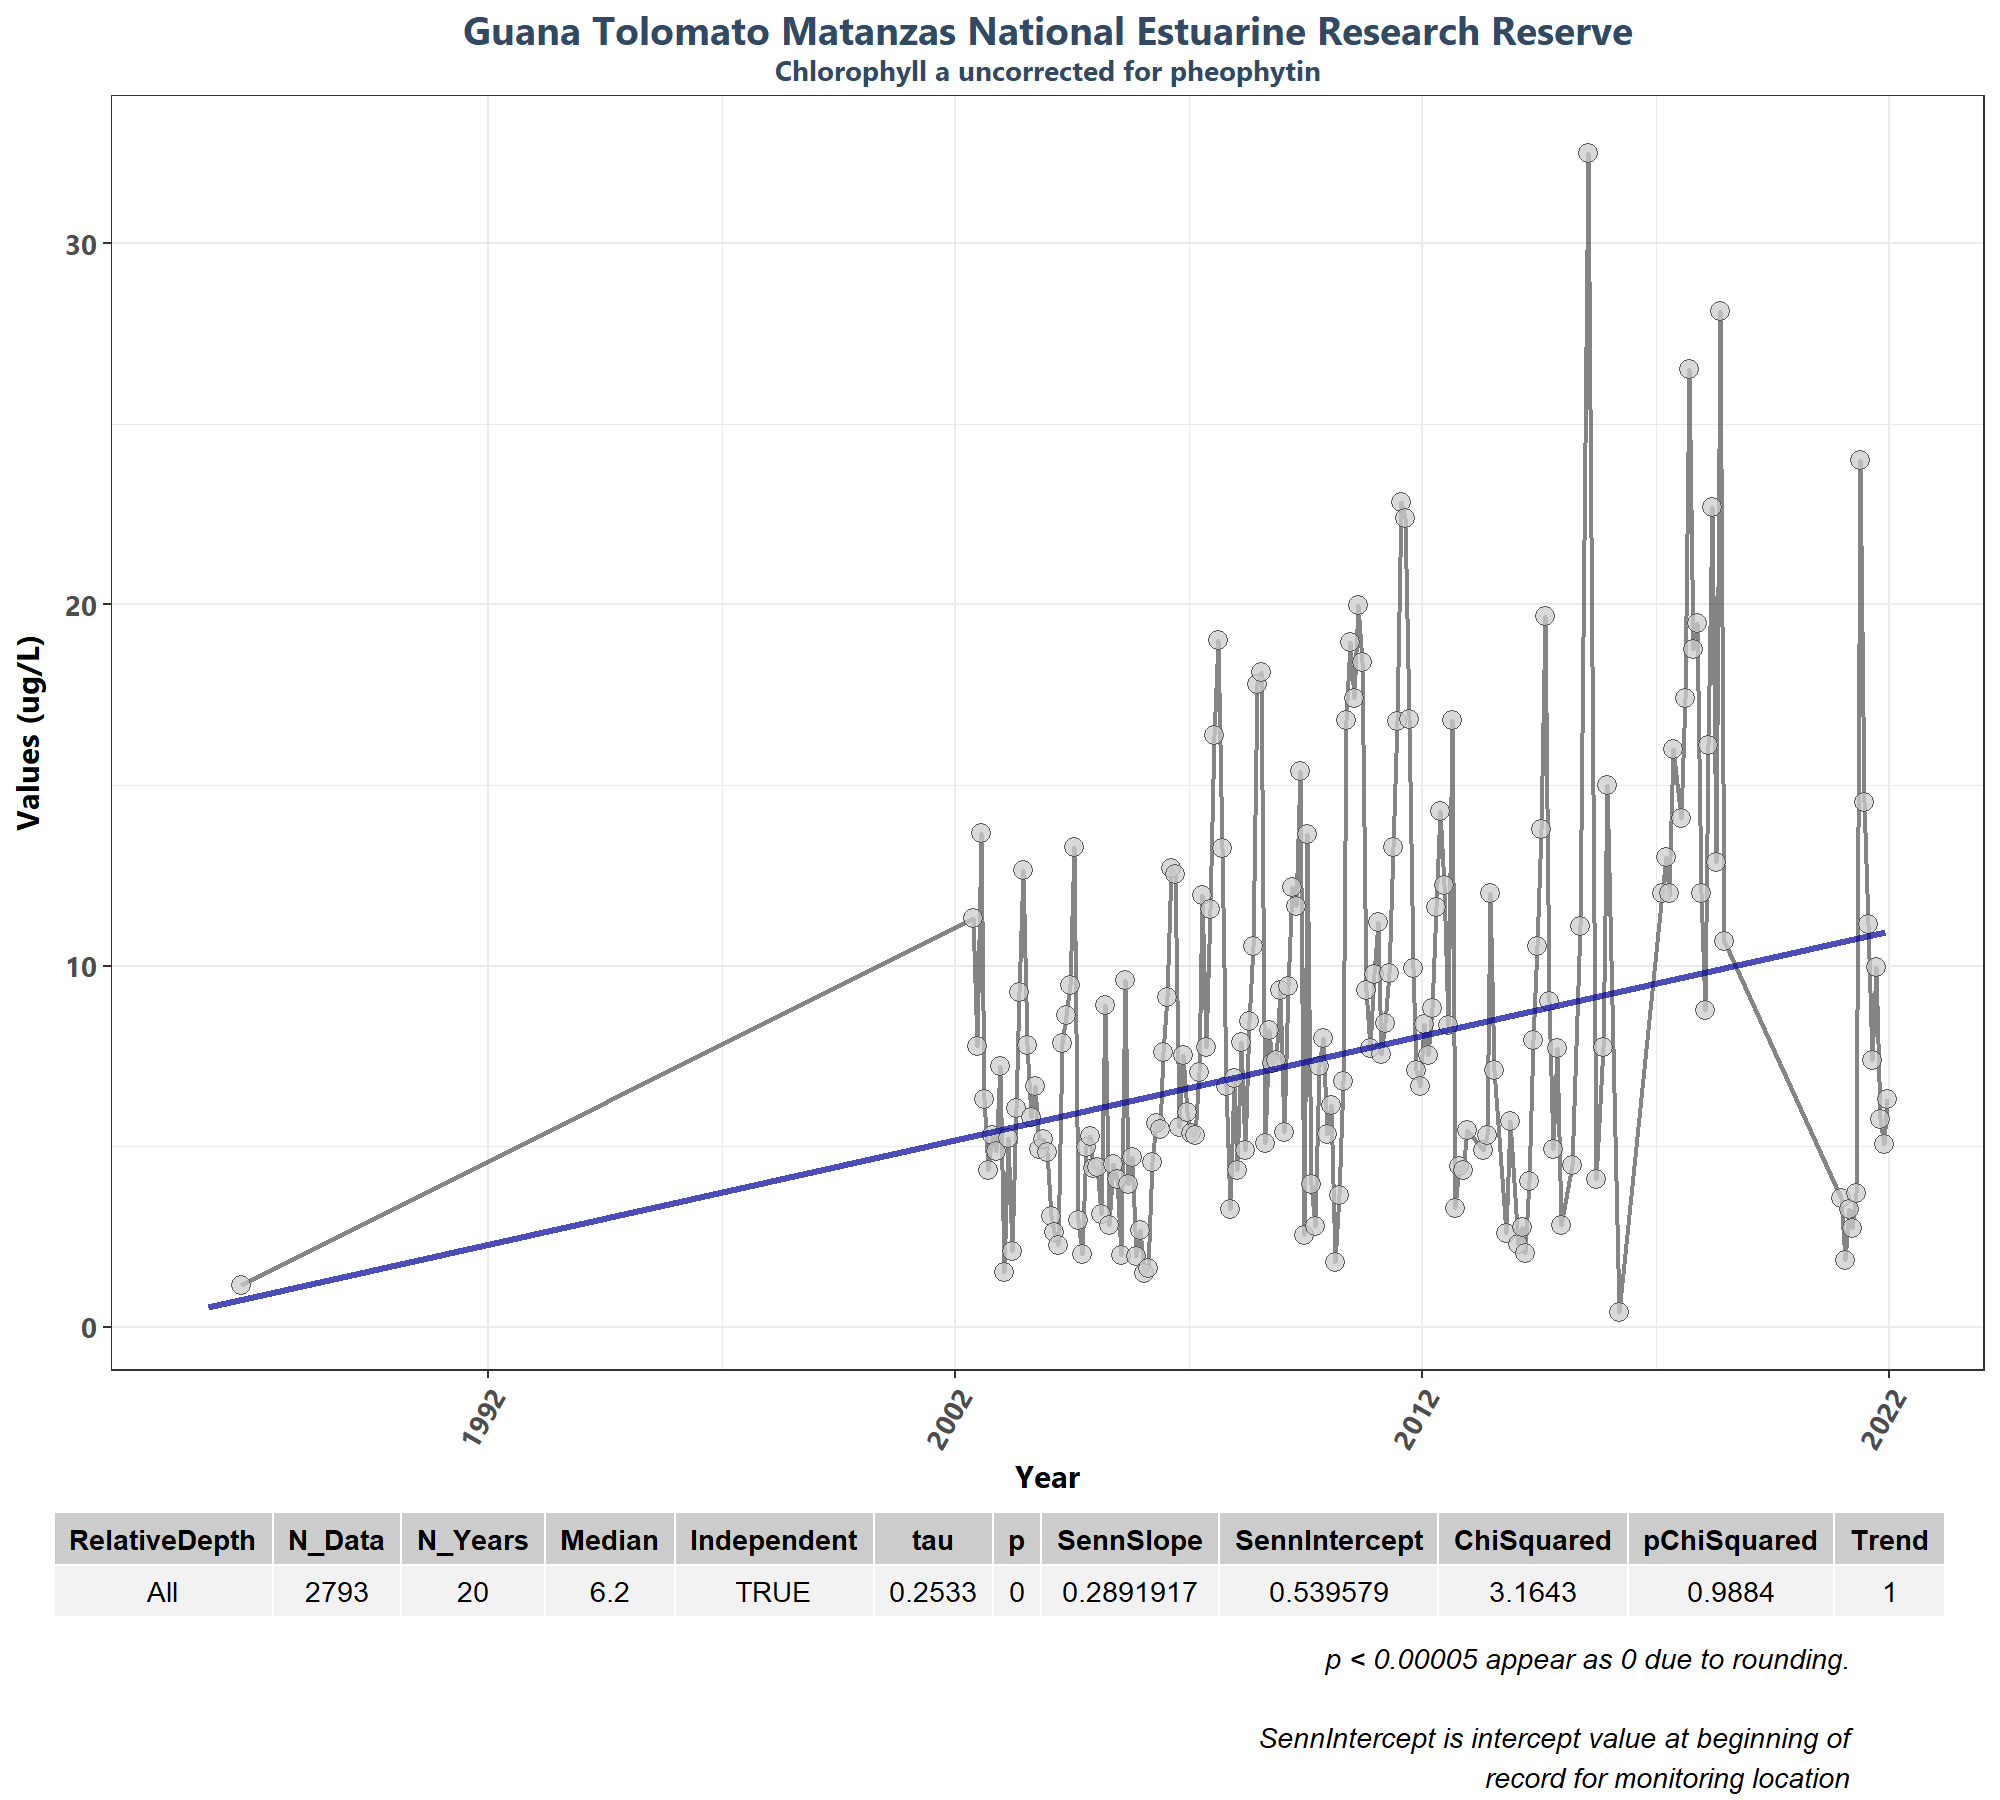 Guana Tolomato Matanzas National Estuarine Research Reserve
Chlorophyll a uncorrected for pheophytin
Values (ug/L)
30
20
10
0
1992 2002 2012 2022
Year
RelativeDepth N_Data N_Years Median Independent tau p SennSlope SennIntercept ChiSquared pChiSquared Trend
All 2793 20 6.2 TRUE 0.2533 0 0.2891917 0.539579 3.1643 0.9884 1
p < 0.00005 appear as 0 due to rounding.
SennIntercept is intercept value at beginning of
record for monitoring location